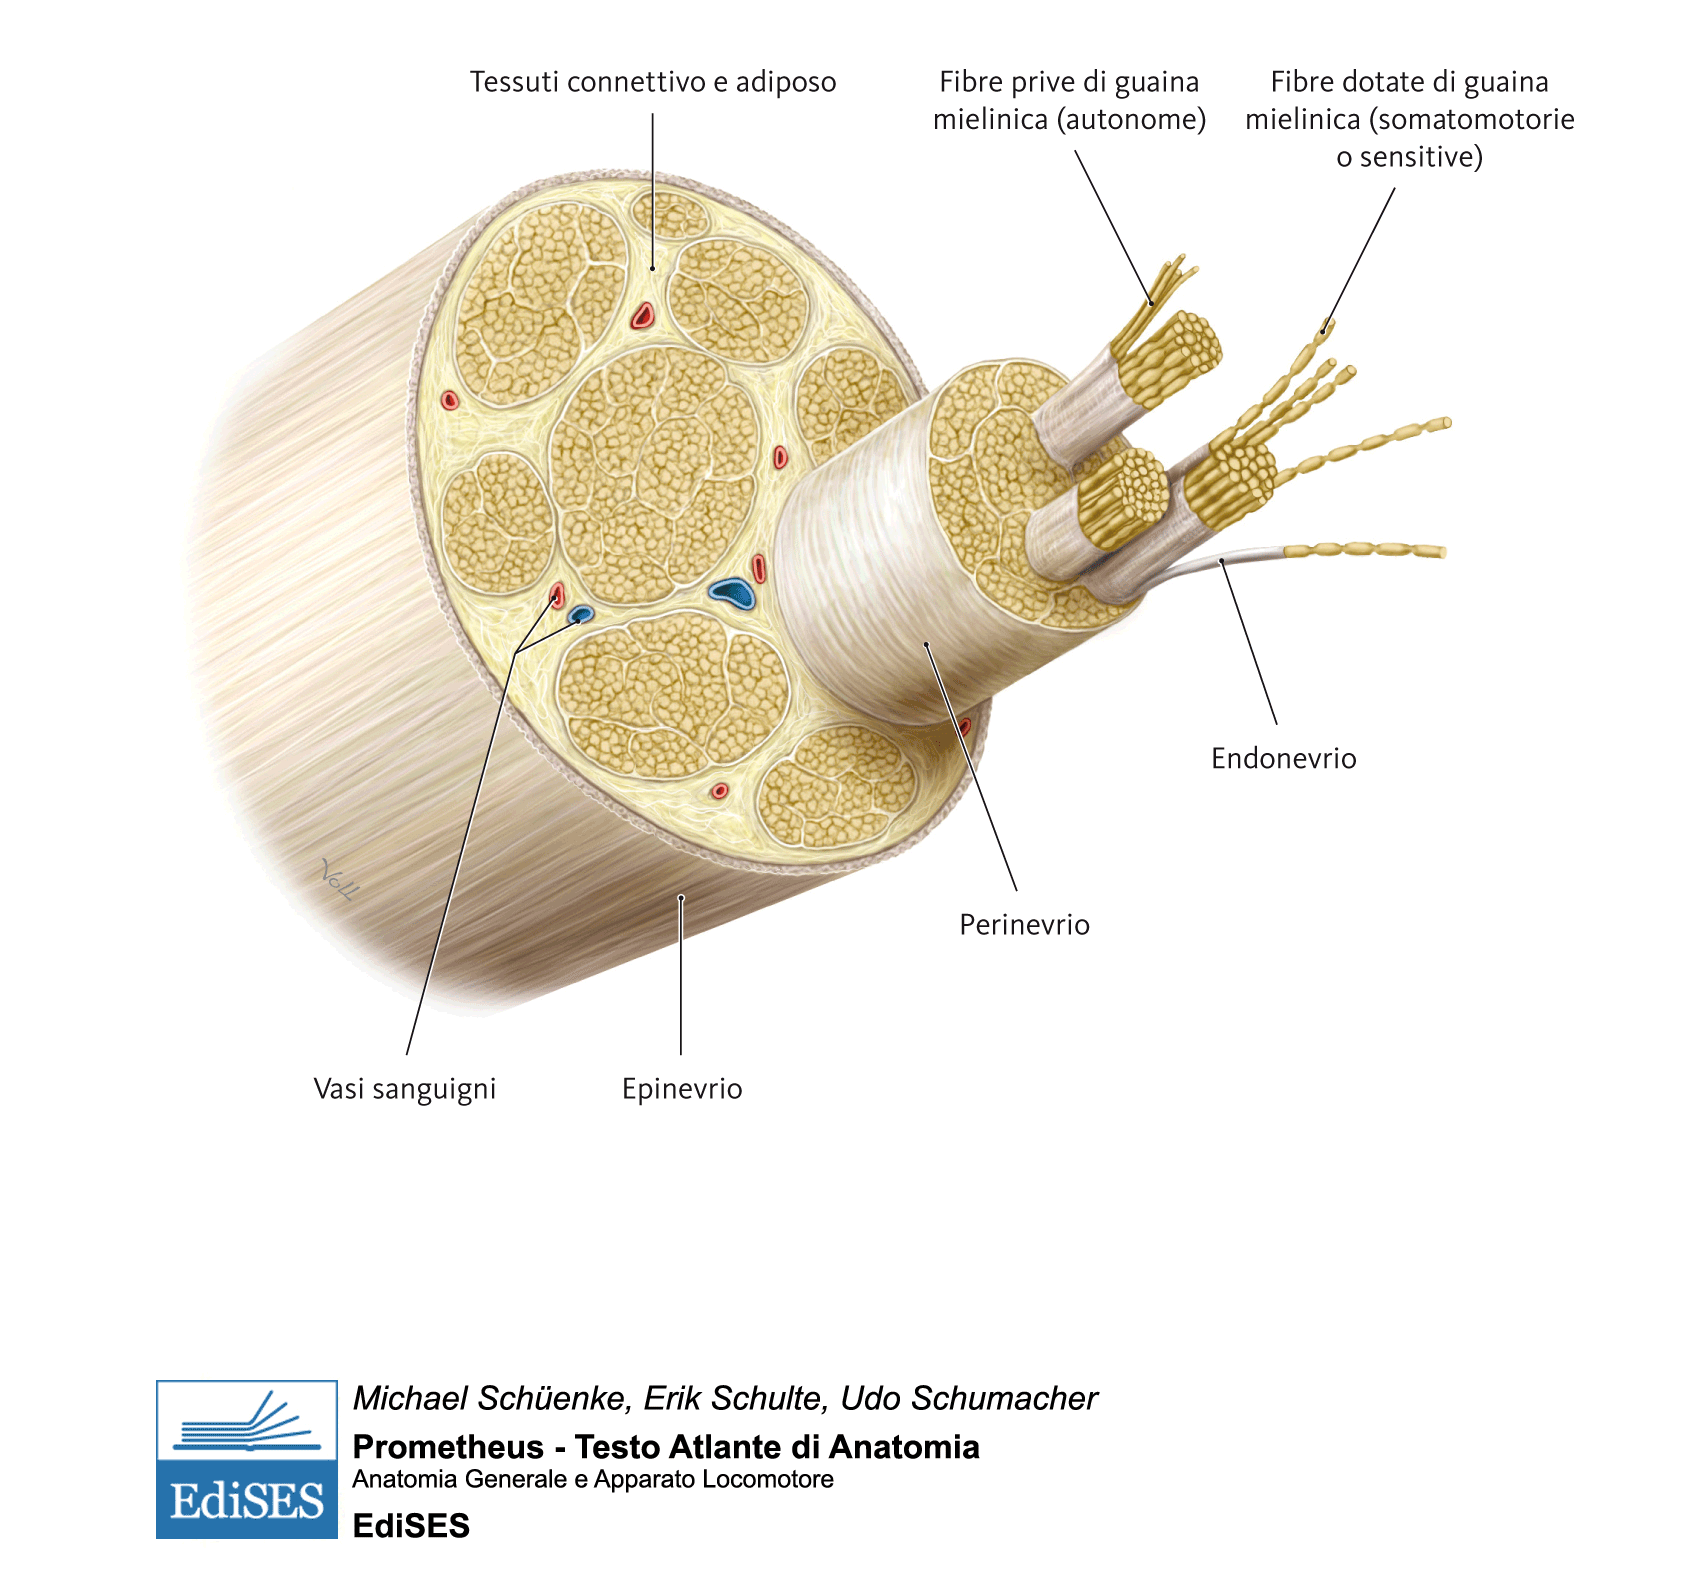 Tessuti connettivo e adiposo
Fibre prive di guaina
mielinica (autonome)
Fibre dotate di guaina
mielinica (somatomotorie
o sensitive)
Endonevrio
Perinevrio
Voll
Vasi sanguigni
Epinevrio
Michael Schüenke, Erik Schulte, Udo Schumacher
Prometheus - Testo Atlante di Anatomia
Anatomia Generale e Apparato Locomotore
EdiSES
EdiSES